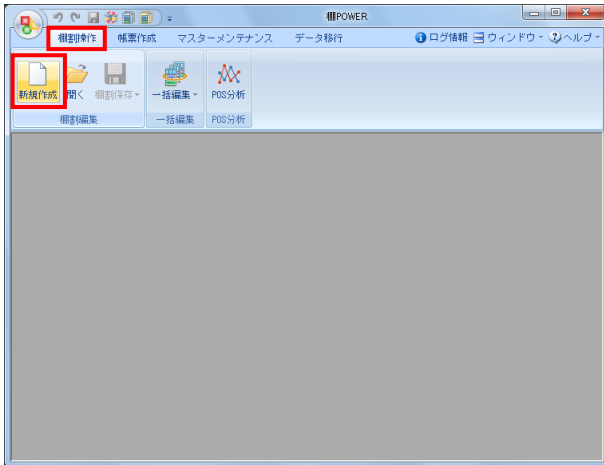 棚POWER
棚割操作 帳票作成 マスターメンテナンス データ移行 ログ情報 ウィンドウ ヘルプ
新規作成 開く 棚割保存 一括編集 POS分析
棚割編集 一括編集 POS分析